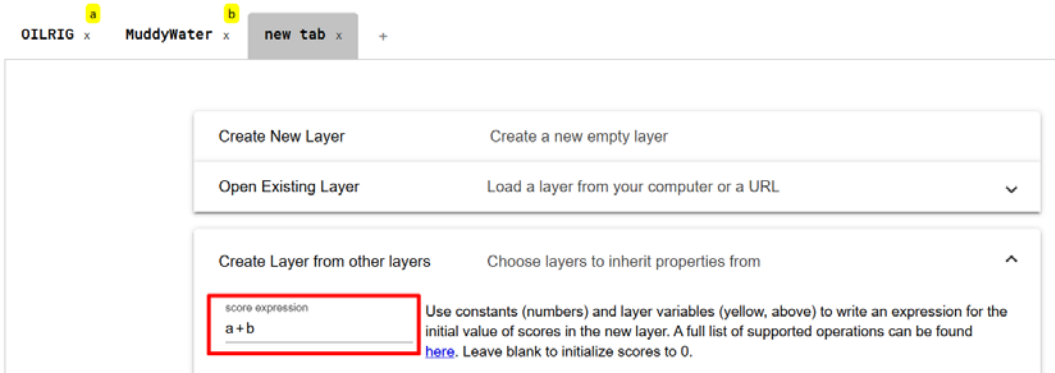 a b
OILRIG x MuddyWater x new tab x +
Create New Layer Create a new empty layer
Open Existing Layer Load a layer from your computer or a URL
Create Layer from other layers Choose layers to inherit properties from
score expression
a+b
Use constants (numbers) and layer variables (yellow, above) to write an expression for the
initial value of scores in the new layer. A full list of supported operations can be found
here. Leave blank to initialize scores to 0.